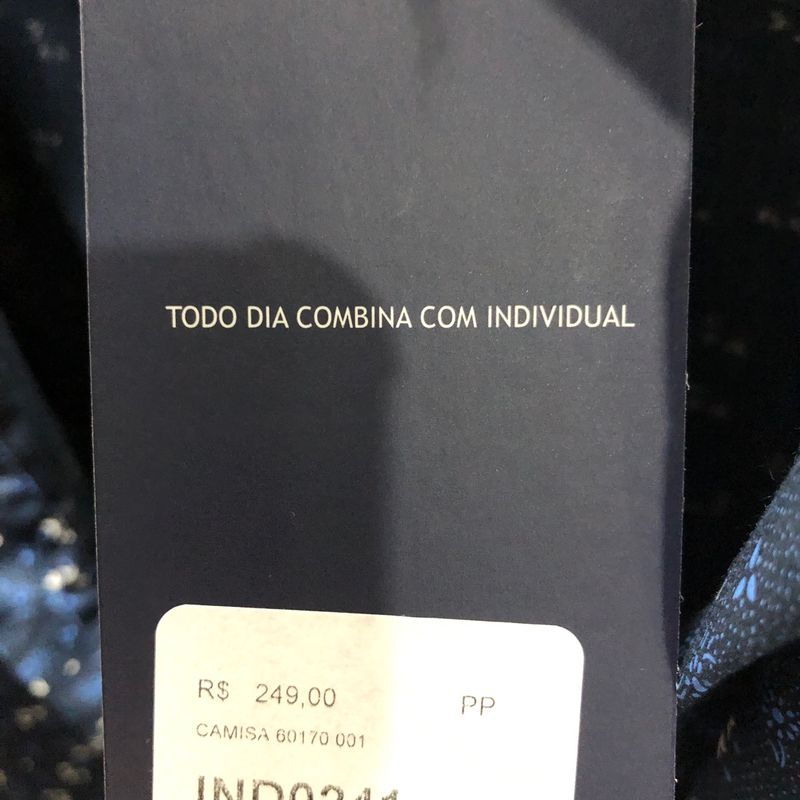 TODO DIA COMBINA COM INDIVIDUAL
R$ 249,00 PP
CAMISA 60170 001